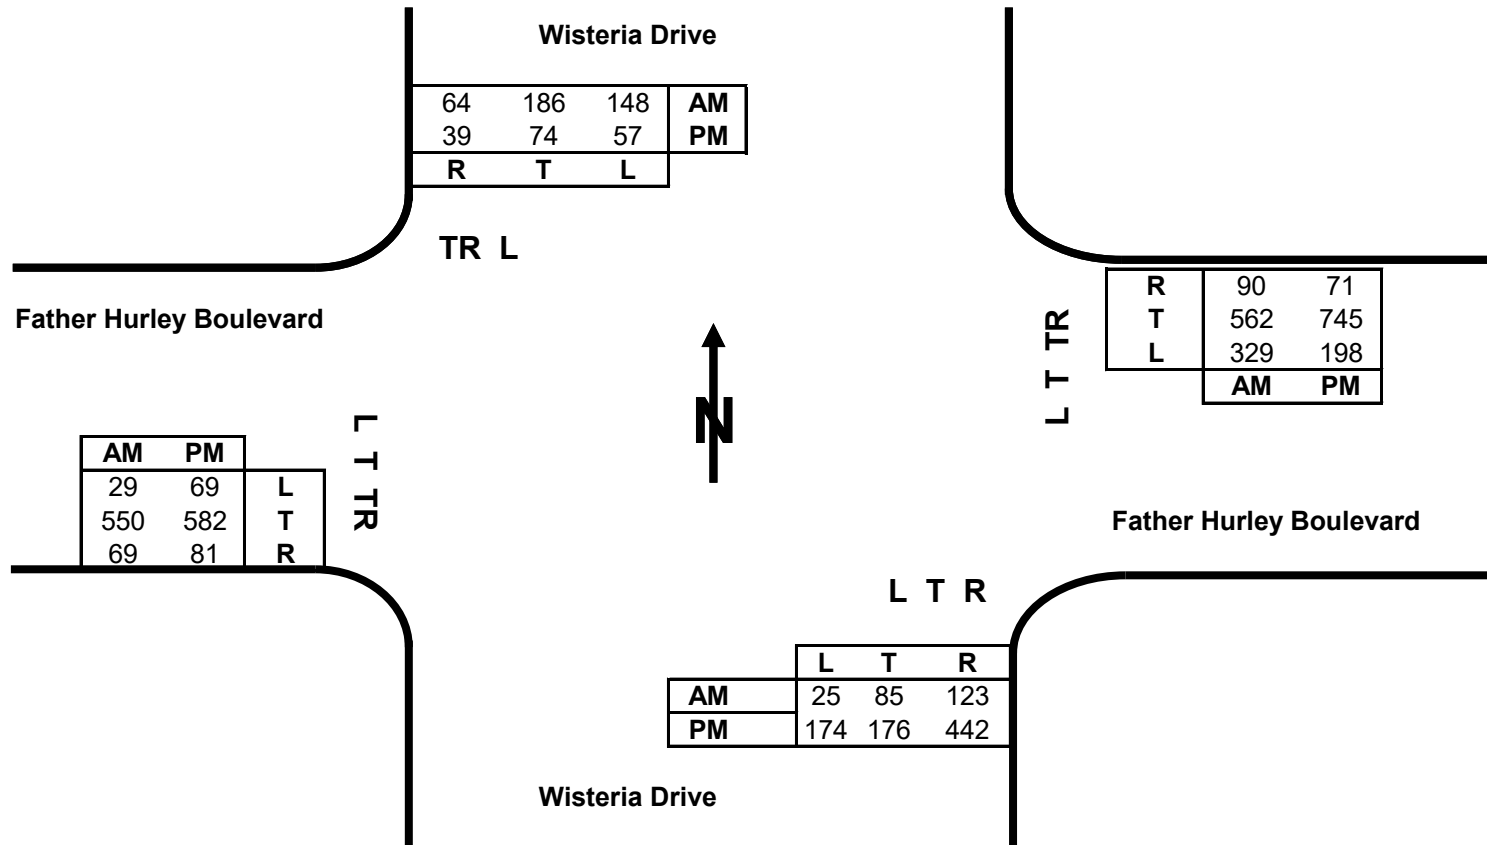 Wisteria Drive
64 186 148 AM
39 74 57 PM
R T L
TR L
Father Hurley Boulevard
R 90 71
T 562 745
L 329 198
AM PM
L T TR
N
L T TR
AM PM
29 69 L
550 582 T
69 81 R
Father Hurley Boulevard
L T R
L T R
AM 25 85 123
PM 174 176 442
Wisteria Drive